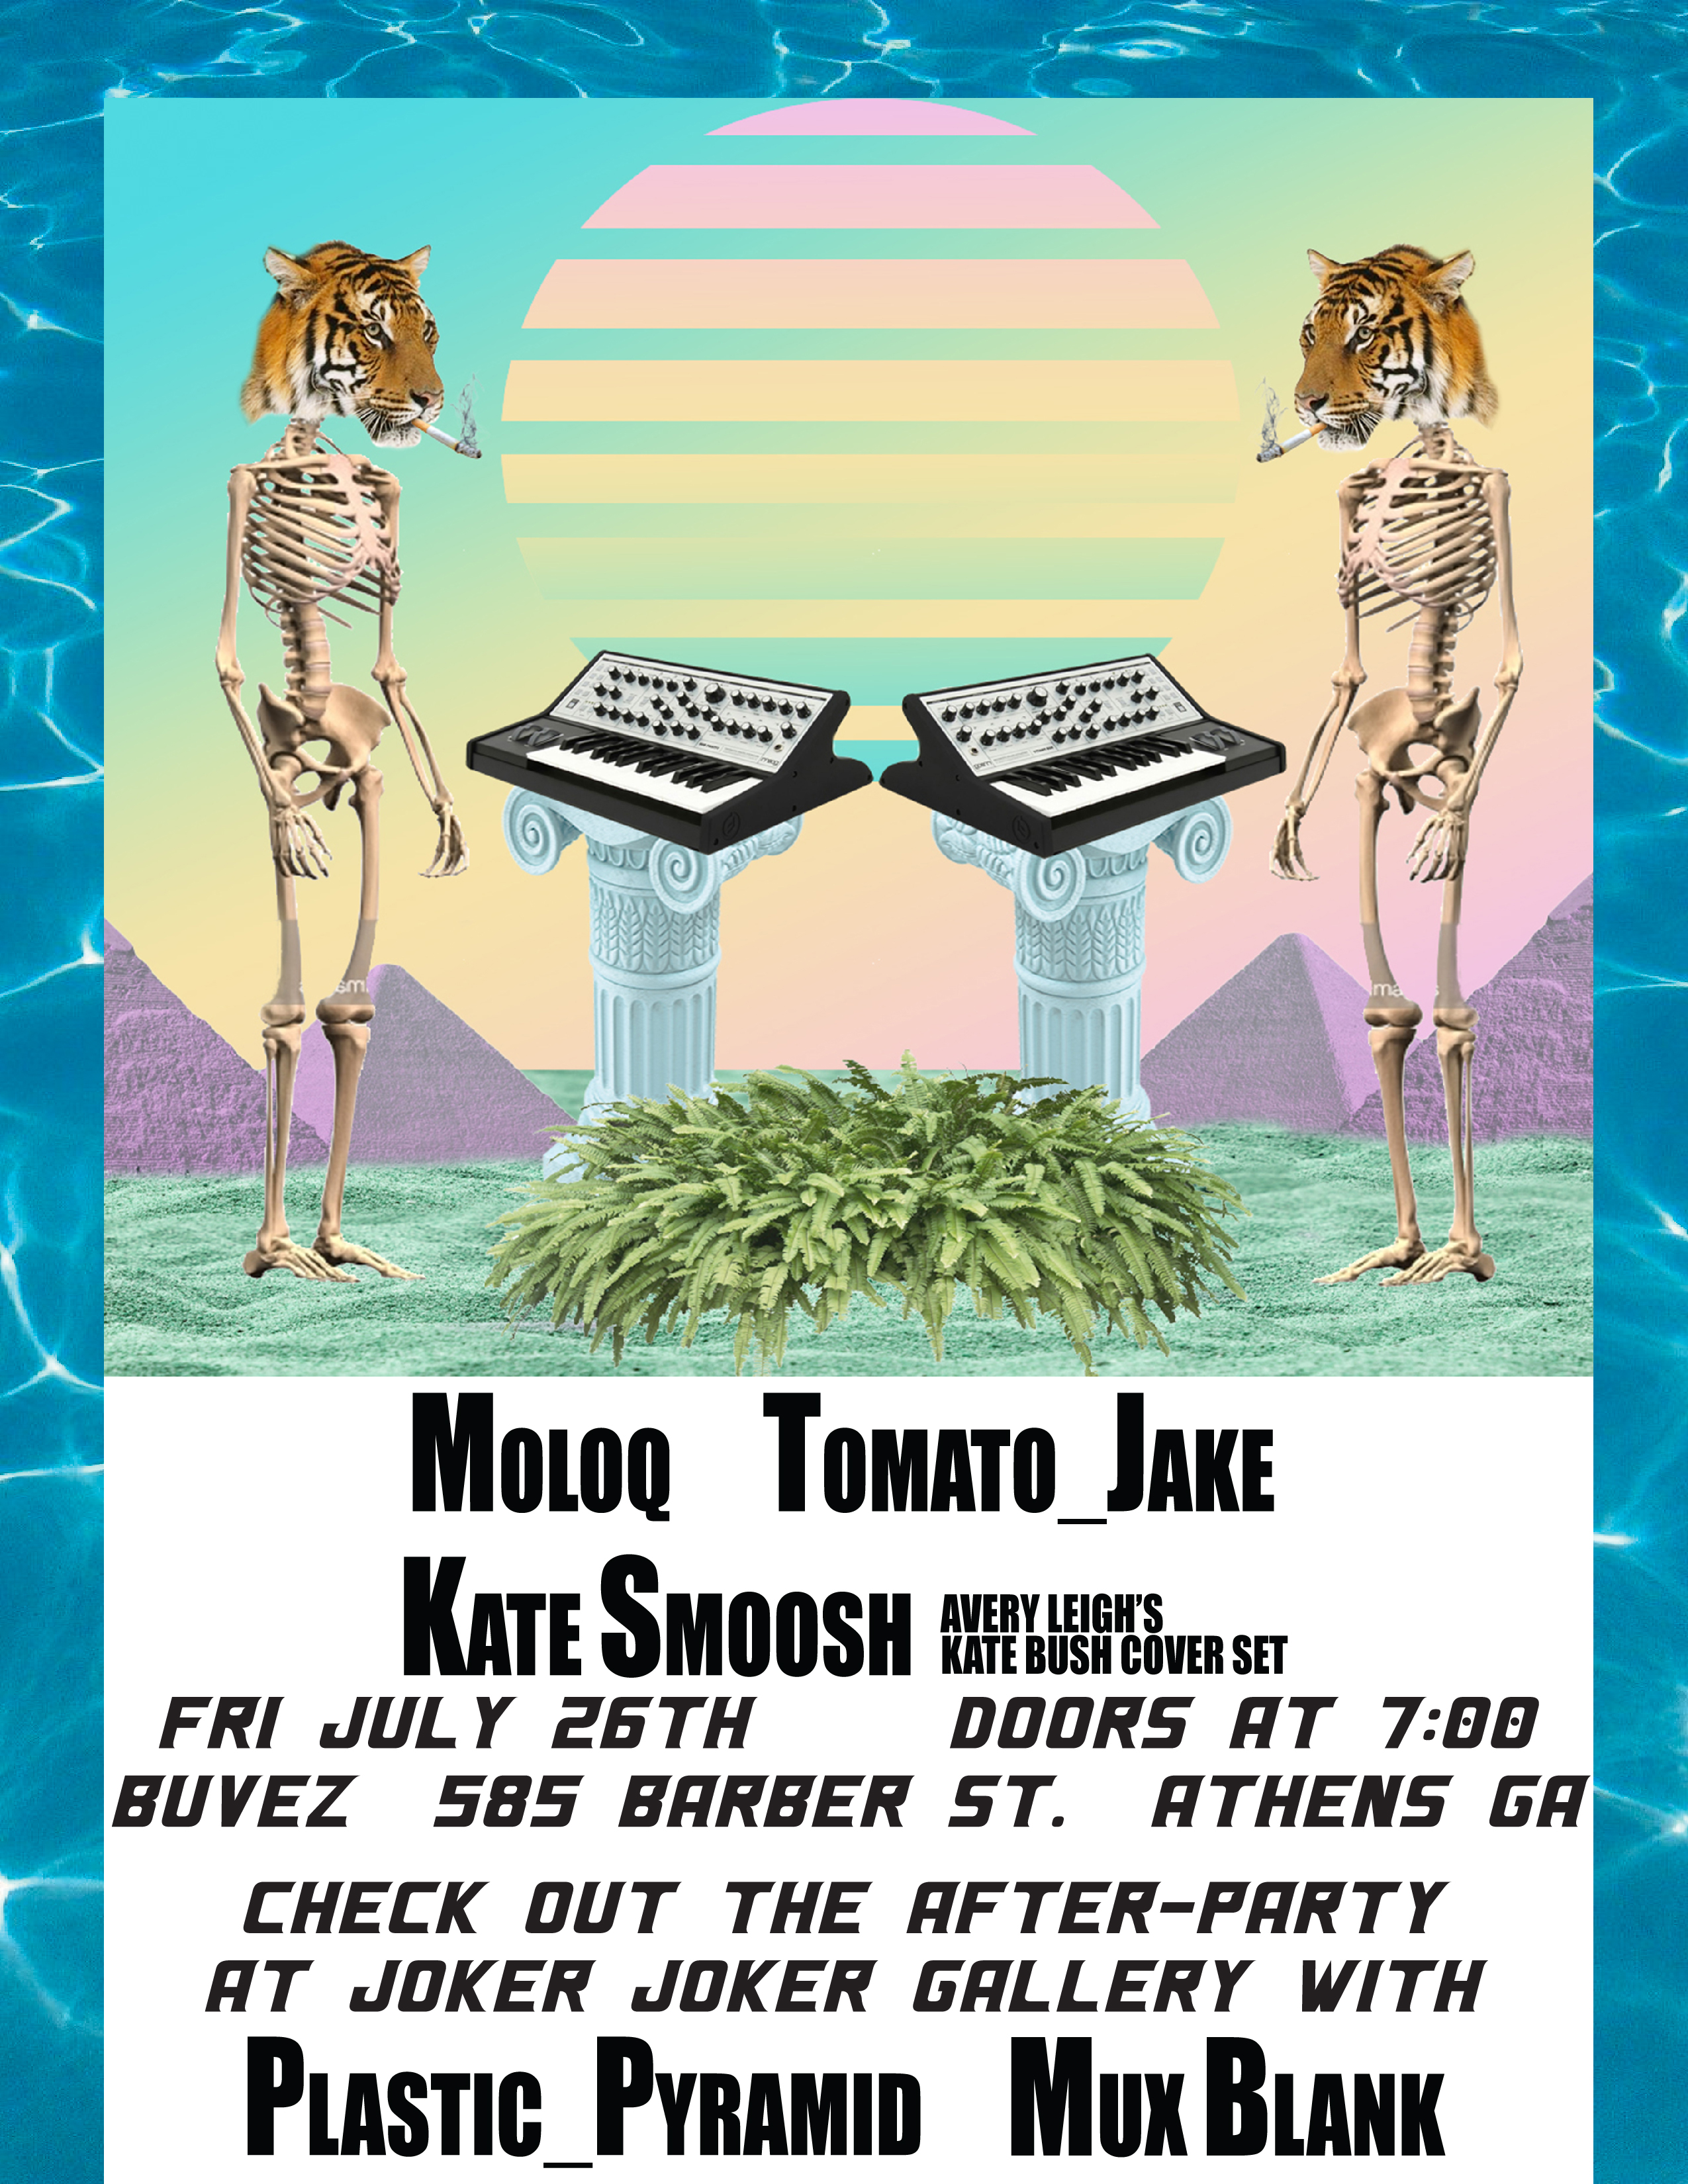 MOLOQ TOMATO_JAKE
KATE SMOOSH AVERY LEIGH'S
KATE BUSH COVER SET
FRI JULY 26TH DOORS AT 7:00
BUVEZ 585 BARBER ST. ATHENS GA
CHECK OUT THE AFTER-PARTY
AT JOKER JOKER GALLERY WITH
PLASTIC_PYRAMID MUX BLANK